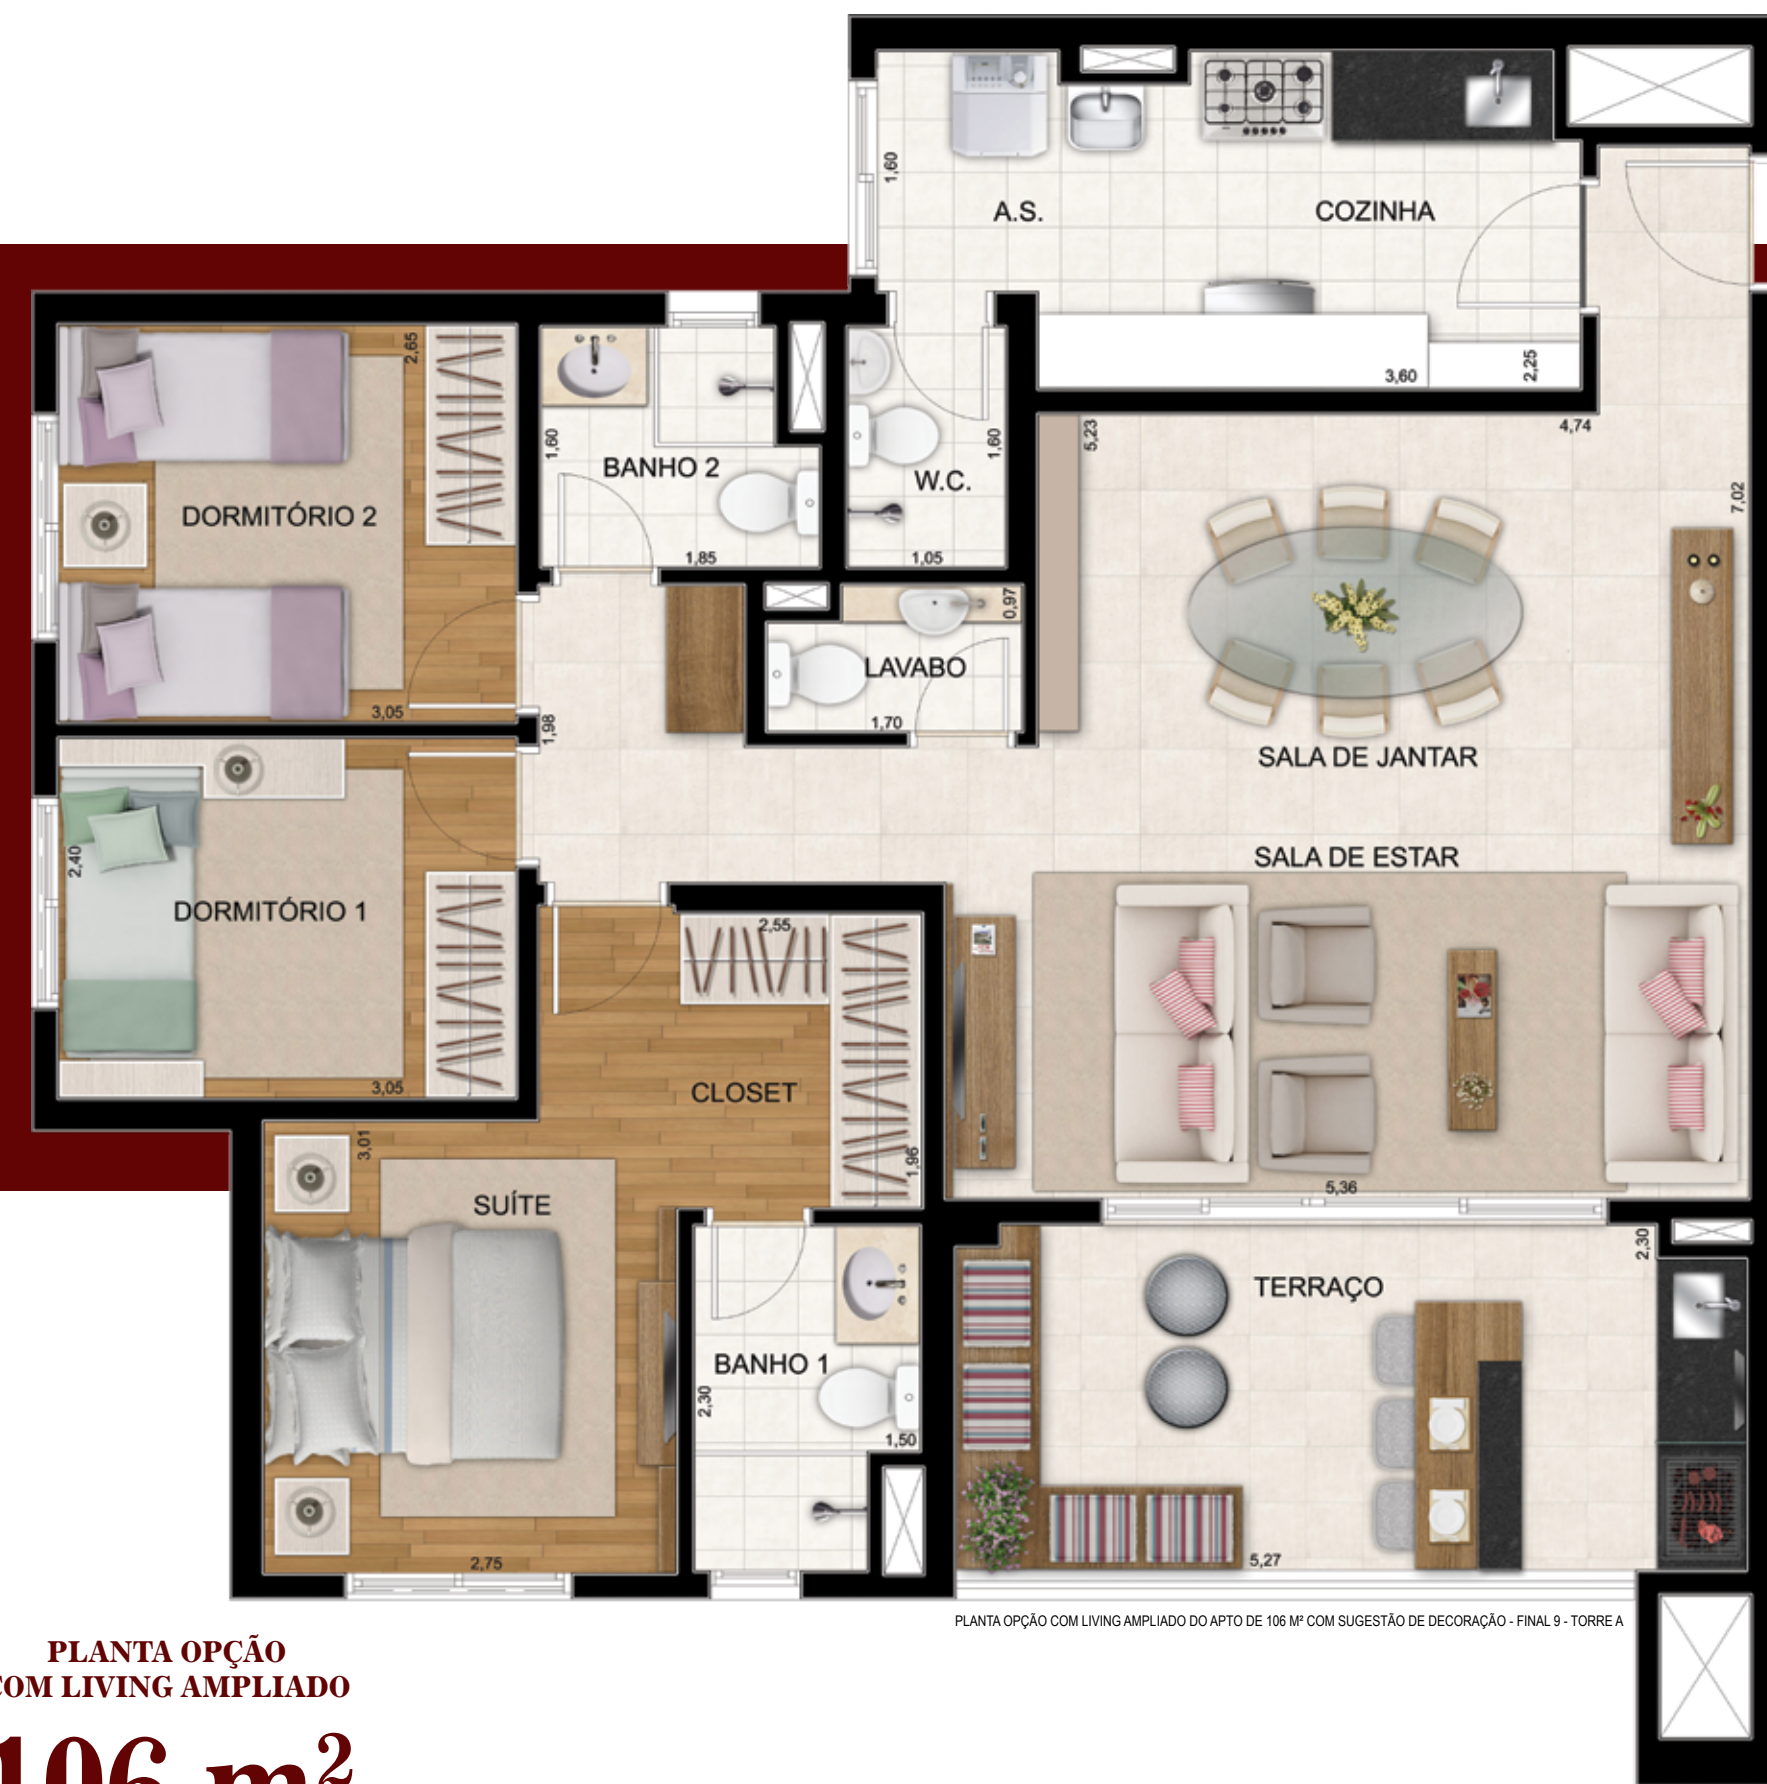 1,60
A.S.
COZINHA
3,60
2,25
2,65
1,60
BANHO 2
1,85
W.C.
1,60
1,05
5,23
4,74
7,02
DORMITÓRIO 2
3,05
1,98
0,97
LAVABO
1,70
SALA DE JANTAR
SALA DE ESTAR
2,40
DORMITÓRIO 1
3,05
2,55
CLOSET
1,96
3,01
SUÍTE
2,75
5,36
2,30
TERRAÇO
BANHO 1
2,30
1,50
5,27
PLANTA OPÇÃO COM LIVING AMPLIADO DO APTO DE 106 M² COM SUGESTÃO DE DECORAÇÃO - FINAL 9 - TORRE A
PLANTA OPÇÃO
COM LIVING AMPLIADO
106 m²